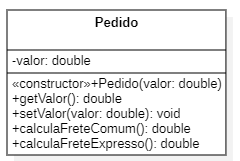 Pedido
-valor: double
«constructor»+Pedido(valor: double)
+getValor(): double
+setValor(valor: double): void
+calculaFreteComum(): double
+calculaFreteExpresso(): double